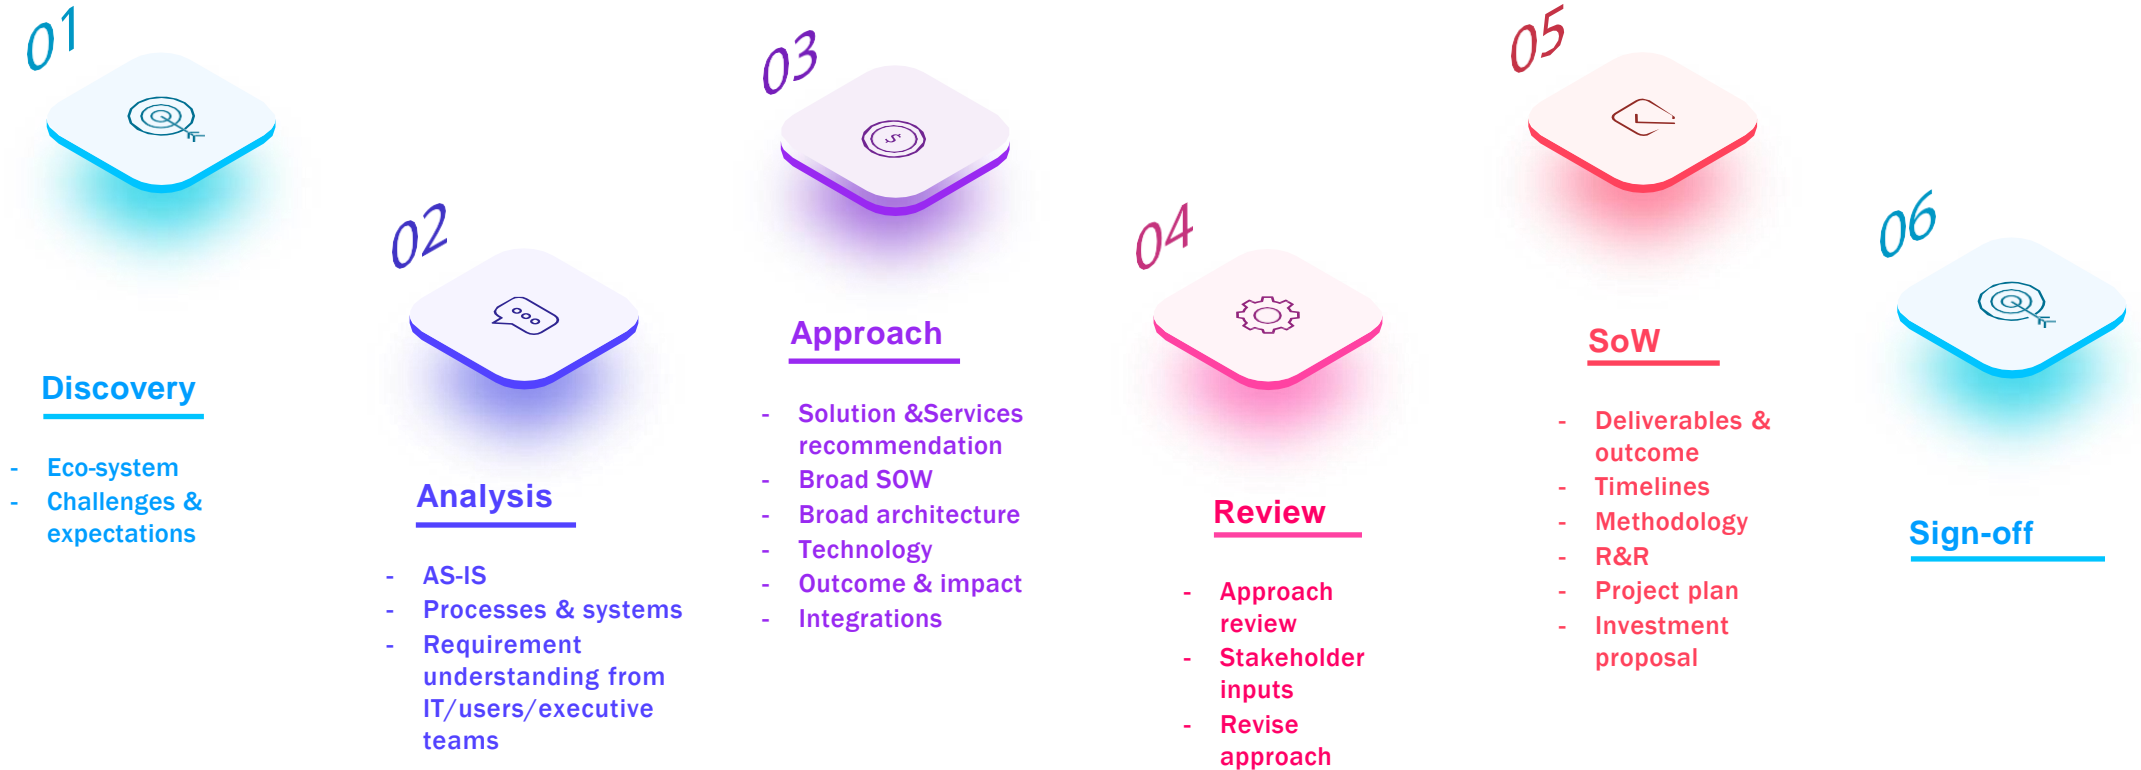 01
Discovery
- Eco-system
- Challenges &
expectations
02
Analysis
- AS-IS
- Processes & systems
- Requirement
understanding from
IT/users/executive
teams
03
$
Approach
- Solution &Services
recommendation
- Broad SOW
- Broad architecture
- Technology
- Outcome & impact
- Integrations
04
Review
- Approach
review
- Stakeholder
inputs
- Revise
approach
05
SoW
- Deliverables &
outcome
- Timelines
- Methodology
- R&R
- Project plan
- Investment
proposal
06
Sign-off